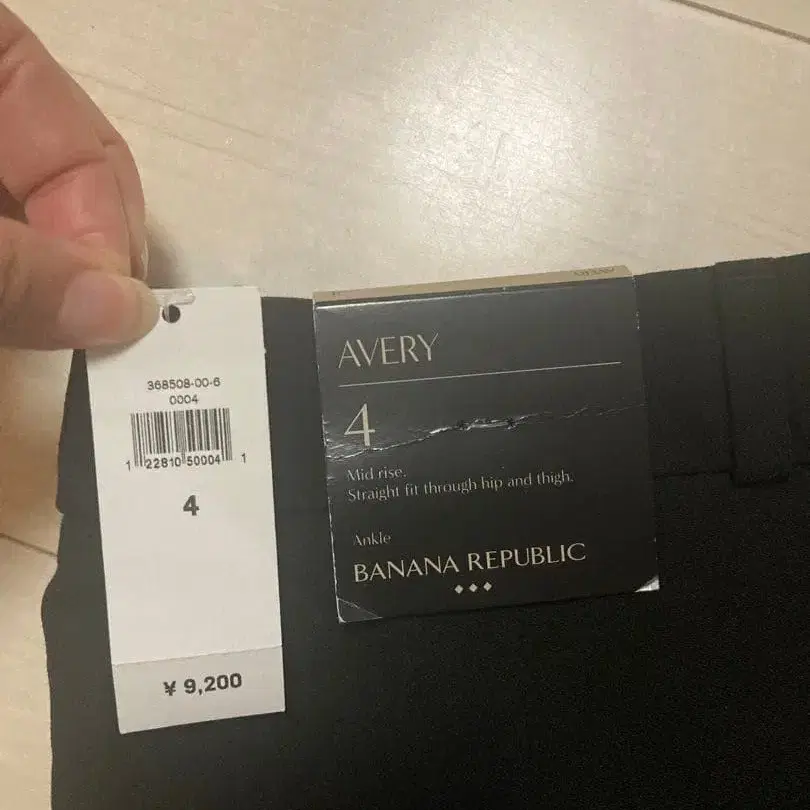 368508-00-6
0004
1 22810 50004 1
4
¥ 9,200
AVERY
4
Mid rise.
Straight fit through hip and thigh.
Ankle
BANANA REPUBLIC